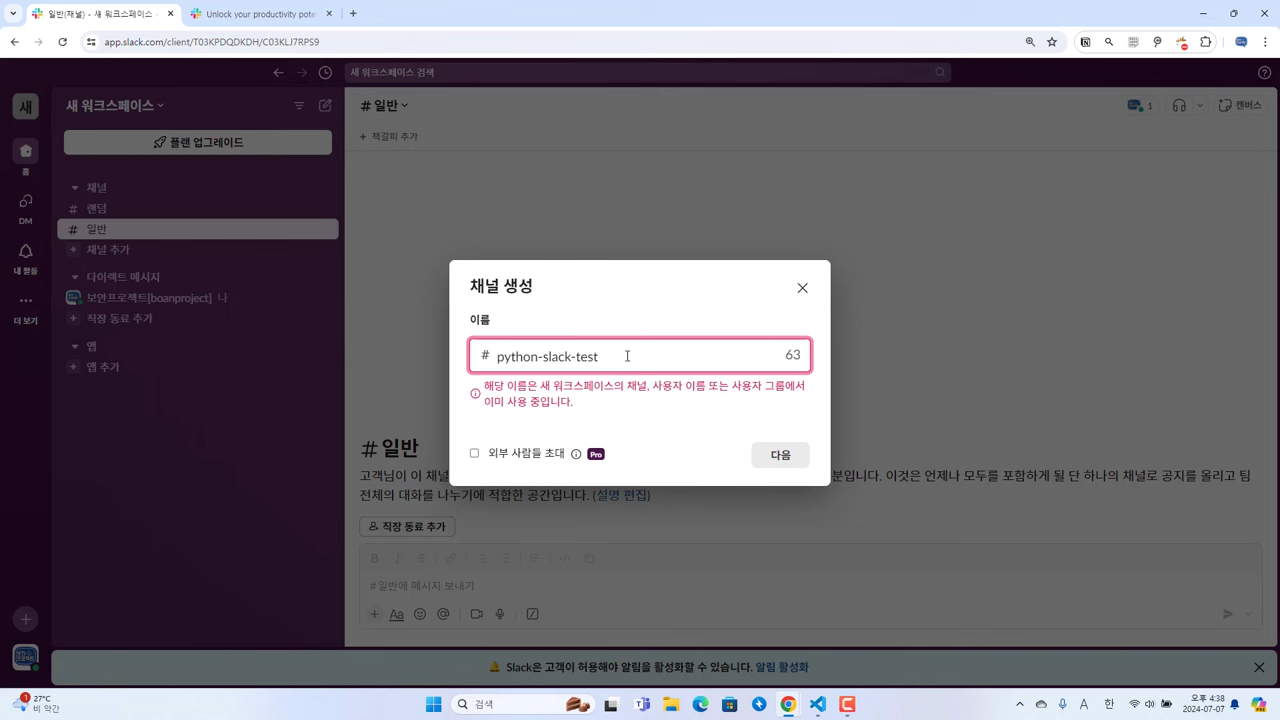 일반(채널) - 새 워크스페이스 -
Unlock your productivity pote
app.slack.com/client/T03KPDQDKDH/C03KLJ7RPS9
새 워크스페이스 검색
새
새 워크스페이스
# 일반
1
캔버스
플랜 업그레이드
+ 책갈피 추가
홈
채널
# 랜덤
DM
# 일반
+ 채널 추가
내 활동
다이렉트 메시지
보안프로젝트[boanproject] 나
더 보기
+ 직장 동료 추가
앱
+ 앱 추가
채널 생성
이름
# python-slack-test
63
해당 이름은 새 워크스페이스의 채널, 사용자 이름 또는 사용자 그룹에서
이미 사용 중입니다.
외부 사람들 초대
Pro
다음
# 일반
고객님이 이 채널
분입니다. 이것은 언제나 모두를 포함하게 될 단 하나의 채널로 공지를 올리고 팀
전체의 대화를 나누기에 적합한 공간입니다. (설명 편집)
직장 동료 추가
#일반에 메시지 보내기
Aa
Slack은 고객이 허용해야 알림을 활성화할 수 있습니다. 알림 활성화
1
27°C
비 약간
검색
A
한
오후 4:38
2024-07-07